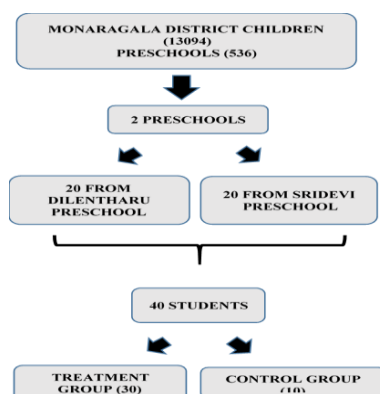 MONARAGALA DISTRICT CHILDREN
(13094)
PRESCHOOLS (536)
2 PRESCHOOLS
20 FROM
DILENTHARU
PRESCHOOL
20 FROM SRIDEVI
PRESCHOOL
40 STUDENTS
TREATMENT
GROUP (30)
CONTROL GROUP
(10)